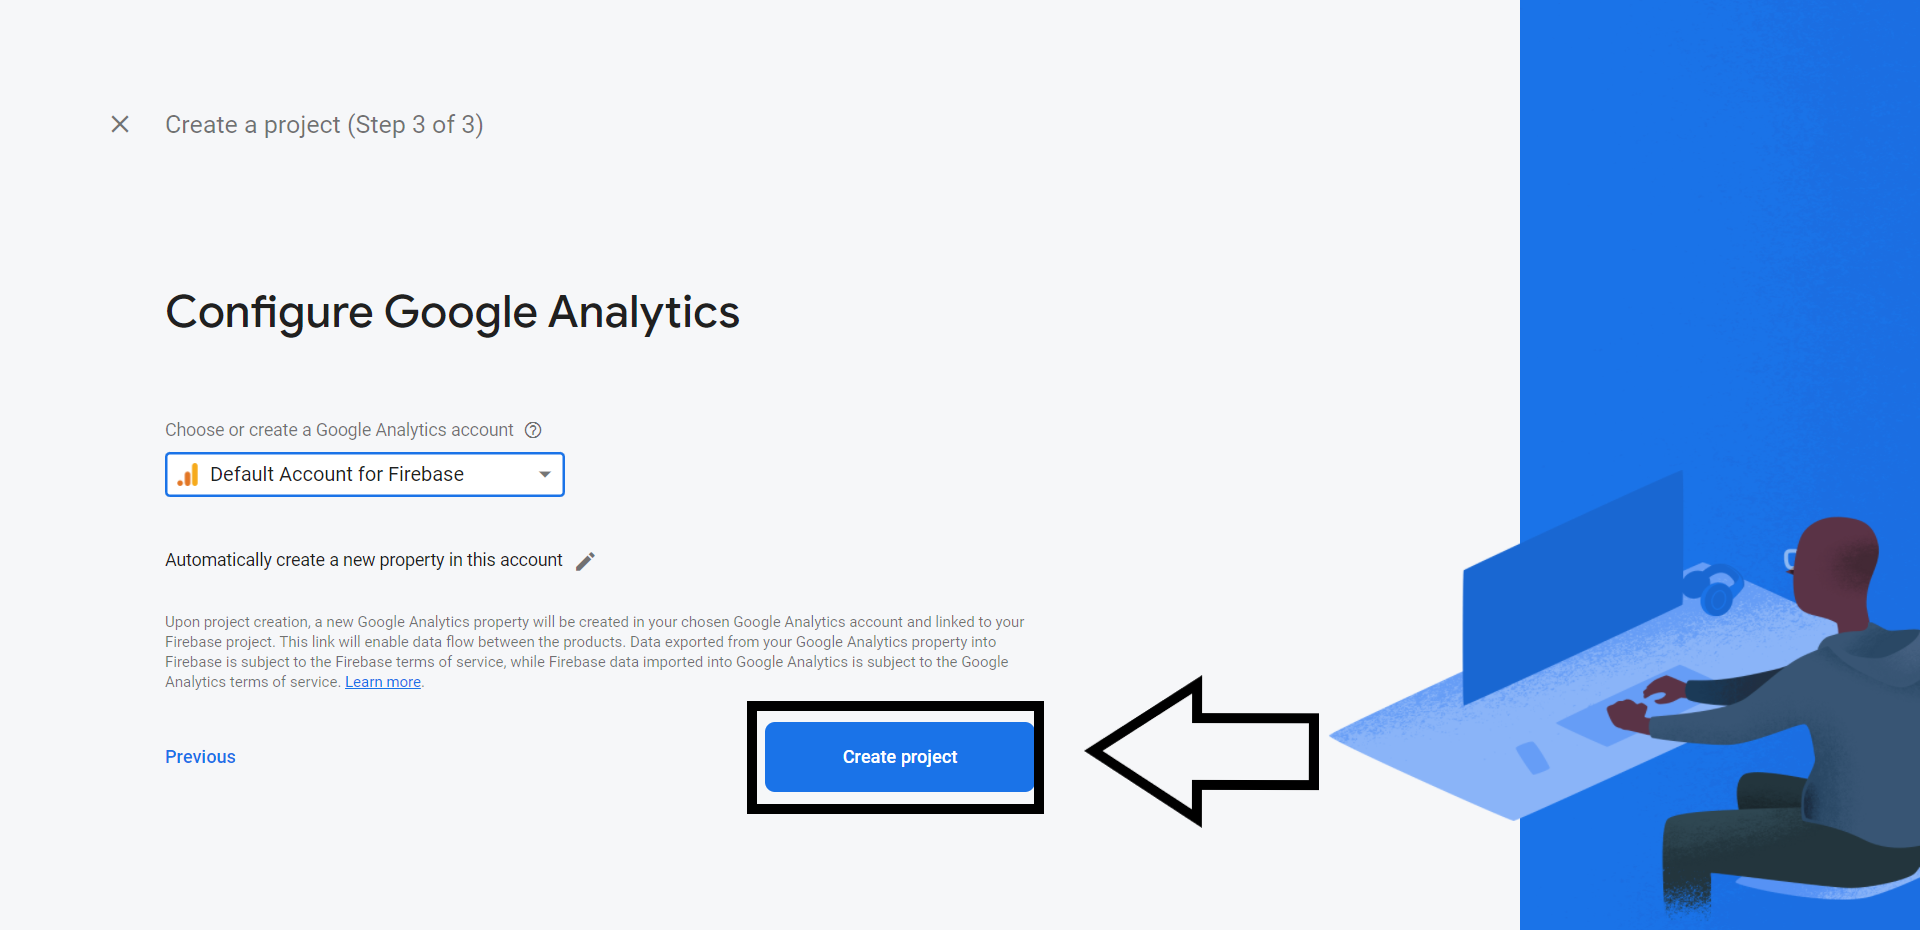 Create a project (Step 3 of 3)
Configure Google Analytics
Choose or create a Google Analytics account
Default Account for Firebase
Automatically create a new property in this account
Upon project creation, a new Google Analytics property will be created in your chosen Google Analytics account and linked to your
Firebase project. This link will enable data flow between the products. Data exported from your Google Analytics property into
Firebase is subject to the Firebase terms of service, while Firebase data imported into Google Analytics is subject to the Google
Analytics terms of service. Learn more.
Previous
Create project